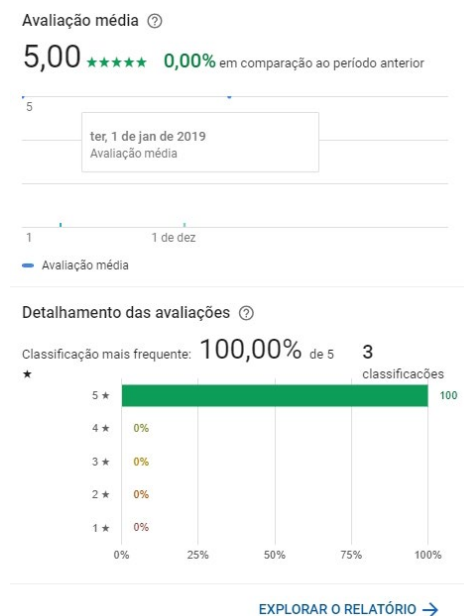 Avaliação média
5,00 ★★★★★ 0,00% em comparação ao período anterior
5
ter, 1 de jan de 2019
Avaliação média
1 1 de dez
Avaliação média
Detalhamento das avaliações
Classificação mais frequente: 100,00% de 5 3
★ classificacões
5 ★ 100
4 ★ 0%
3 ★ 0%
2 ★ 0%
1 ★ 0%
0% 25% 50% 75% 100%
EXPLORAR O RELATÓRIO →